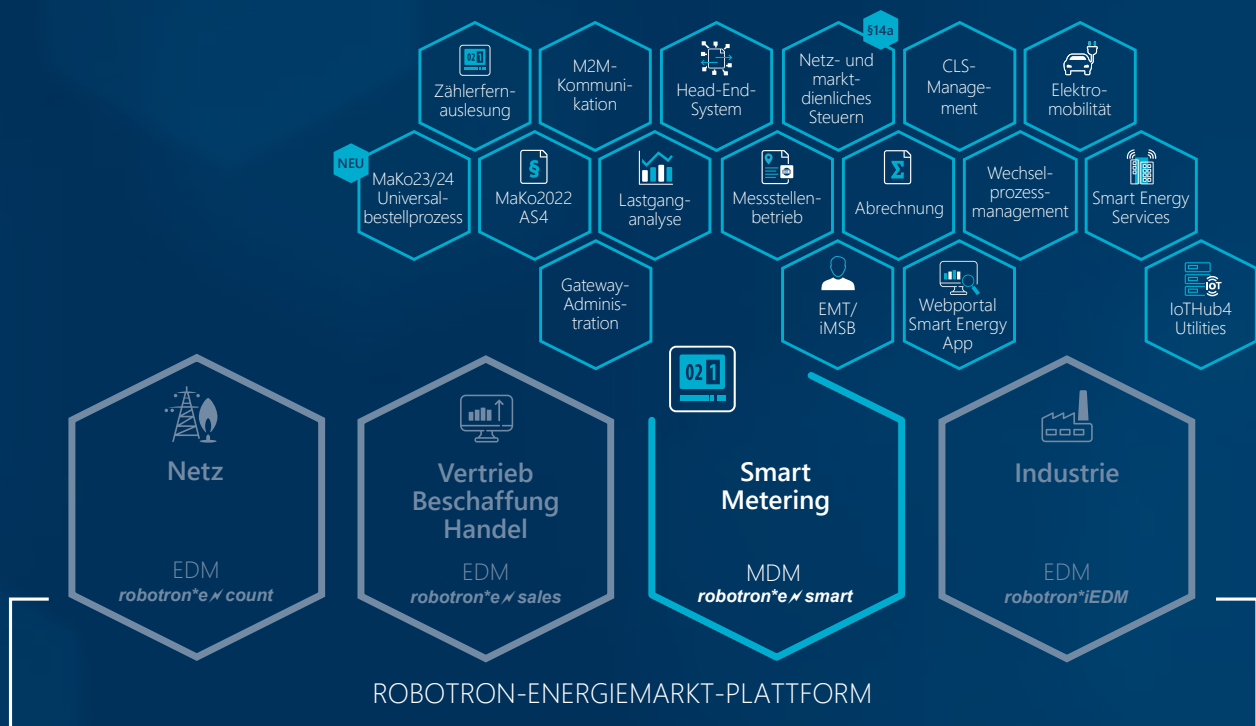 §14a
02 1
Zählerfern-
auslesung
M2M-
Kommuni-
kation
Head-End-
System
Netz- und
markt-
dienliches
Steuern
CLS-
Manage-
ment
Elektro-
mobilität
NEU
MaKo23/24
Universal-
bestellprozess
§
MaKo2022
AS4
Lastgang-
analyse
Messstellen-
betrieb
Σ
Abrechnung
Wechsel-
prozess-
management
Smart Energy
Services
Gateway-
Adminis-
tration
EMT/
iMSB
Webportal
Smart Energy
App
IOT
IoTHub4
Utilities
02 1
Netz
EDM
robotron*e count
Vertrieb
Beschaffung
Handel
EDM
robotron*e sales
Smart
Metering
MDM
robotron*e smart
Industrie
EDM
robotron*iEDM
ROBOTRON-ENERGIEMARKT-PLATTFORM